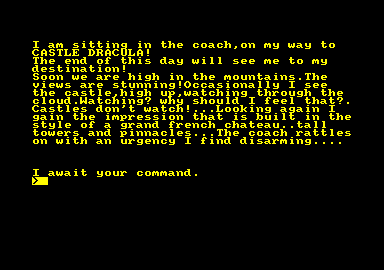 I am sitting in the coach,on my way to
CASTLE DRACULA!
The end of this day will see me to my
destination!
Soon we are high in the mountains.The
views are stunning!Occasionally I see
the castle,high up,watching through the
cloud.Watching? why should I feel that?.
Castles don't watch!...Looking again I
gain the impression that is built in the
style of a grand french chateau..tall
towers and pinnacles...The coach rattles
on with an urgency I find disarming....
I await your command.
>